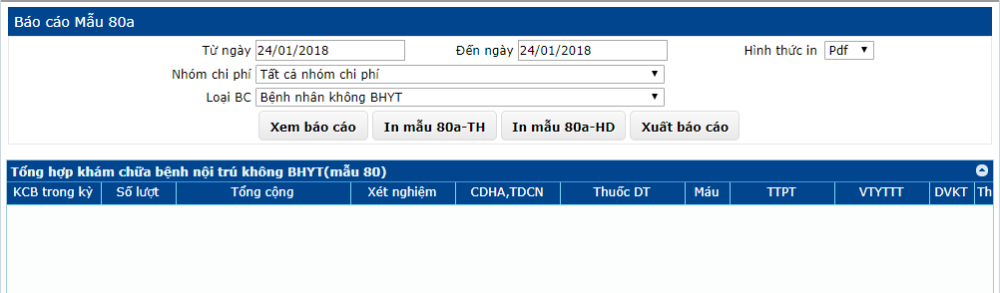 Báo cáo Mẫu 80a
Từ ngày 24/01/2018 Đến ngày 24/01/2018 Hình thức in Pdf
Nhóm chi phí Tất cả nhóm chi phí
Loại BC Bệnh nhân không BHYT
Xem báo cáo In mẫu 80a-TH In mẫu 80a-HD Xuất báo cáo
Tổng hợp khám chữa bệnh nội trú không BHYT(mẫu 80)
KCB trong kỳ Số lượt Tổng cộng Xét nghiệm CDHA,TDCN Thuốc DT Máu TTPT VTYTTT DVKT Th